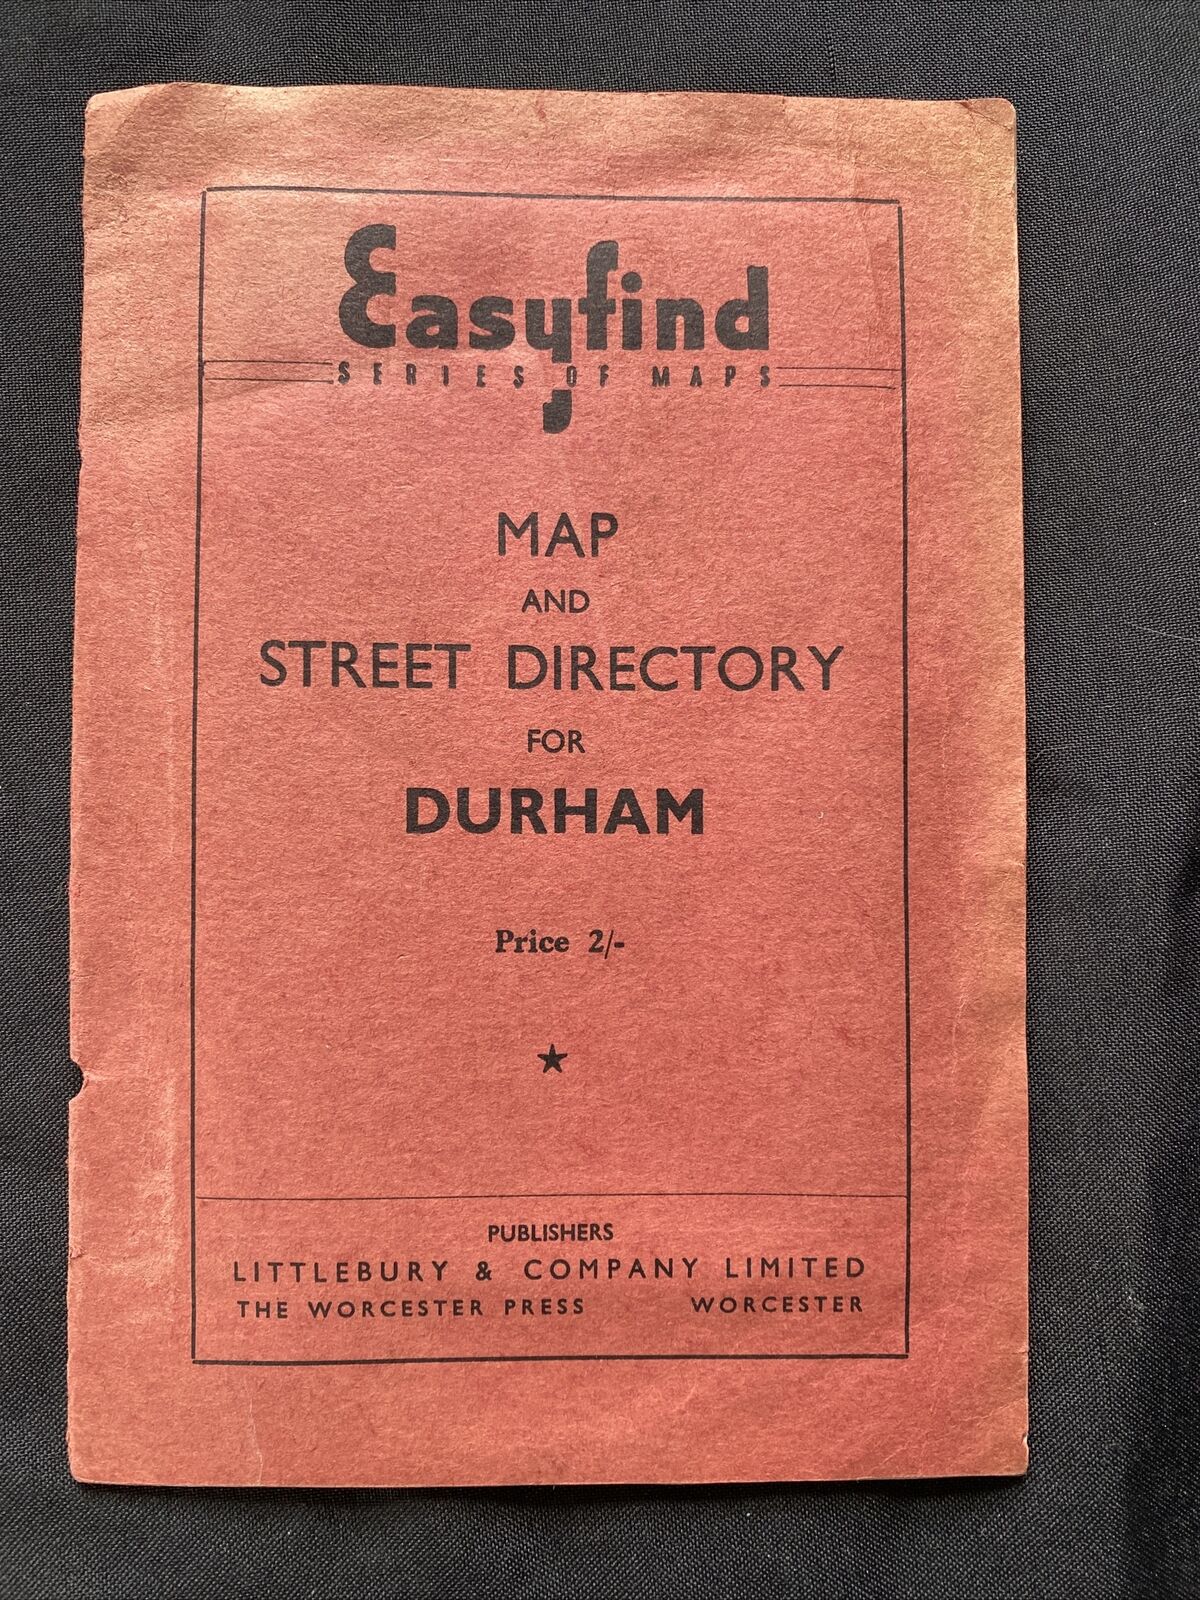 Easyfind
SERIES OF MAPS
MAP
AND
STREET DIRECTORY
FOR
DURHAM
Price 2/-
PUBLISHERS
LITTLEBURY & COMPANY LIMITED
THE WORCESTER PRESS WORCESTER